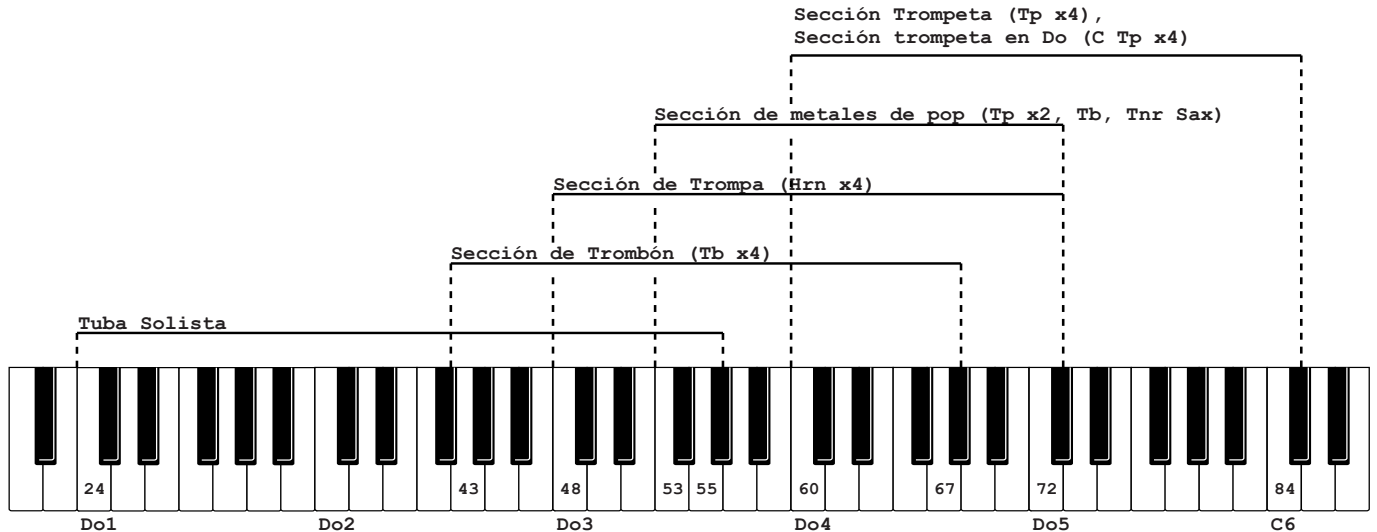 Sección Trompeta (Tp x4),
Sección trompeta en Do (C Tp x4)
Sección de metales de pop (Tp x2, Tb, Tnr Sax)
Sección de Trompa (Hrn x4)
Sección de Trombón (Tb x4)
Tuba Solista
24 43 48 53 55 60 67 72 84
Do1 Do2 Do3 Do4 Do5 C6